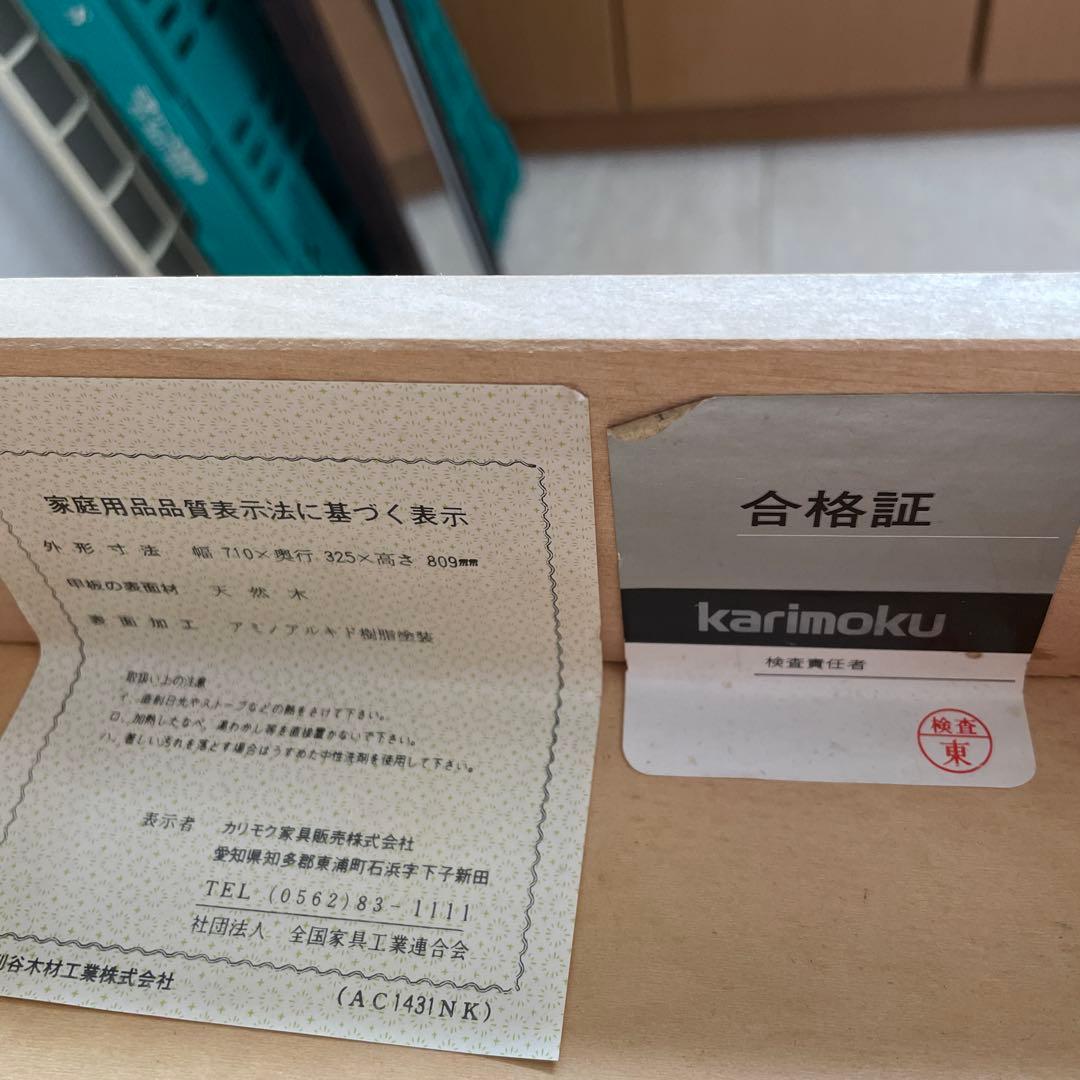 家庭用品品質表示法に基づく表示
外形寸法 幅 710×奥行 325×高さ 809㎜
甲板の表面材 天然木
表面加工 アミノアルキド樹脂塗装
取扱い上の注意
イ、直射日光やストーブなどの熱をさけて下さい。
ロ、加熱したなべ、湯わかし等を直接置かないで下さい。
ハ、著しい汚れを落とす場合はうすめた中性洗剤を使用して下さい。
表示者 カリモク家具販売株式会社
愛知県知多郡東浦町石浜字下子新田
TEL (0562)83-1111
社団法人 全国家具工業連合会
刈谷木材工業株式会社
(AC1431NK)
合格証
karimoku
検査責任者
検査
東